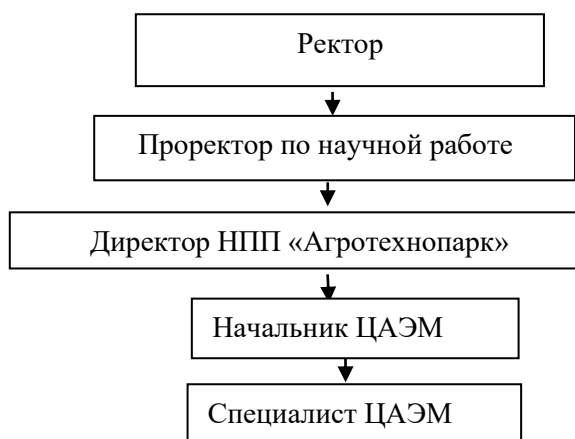 Ректор
Проректор по научной работе
Директор НПП «Агротехнопарк»
Начальник ЦАЭМ
Специалист ЦАЭМ